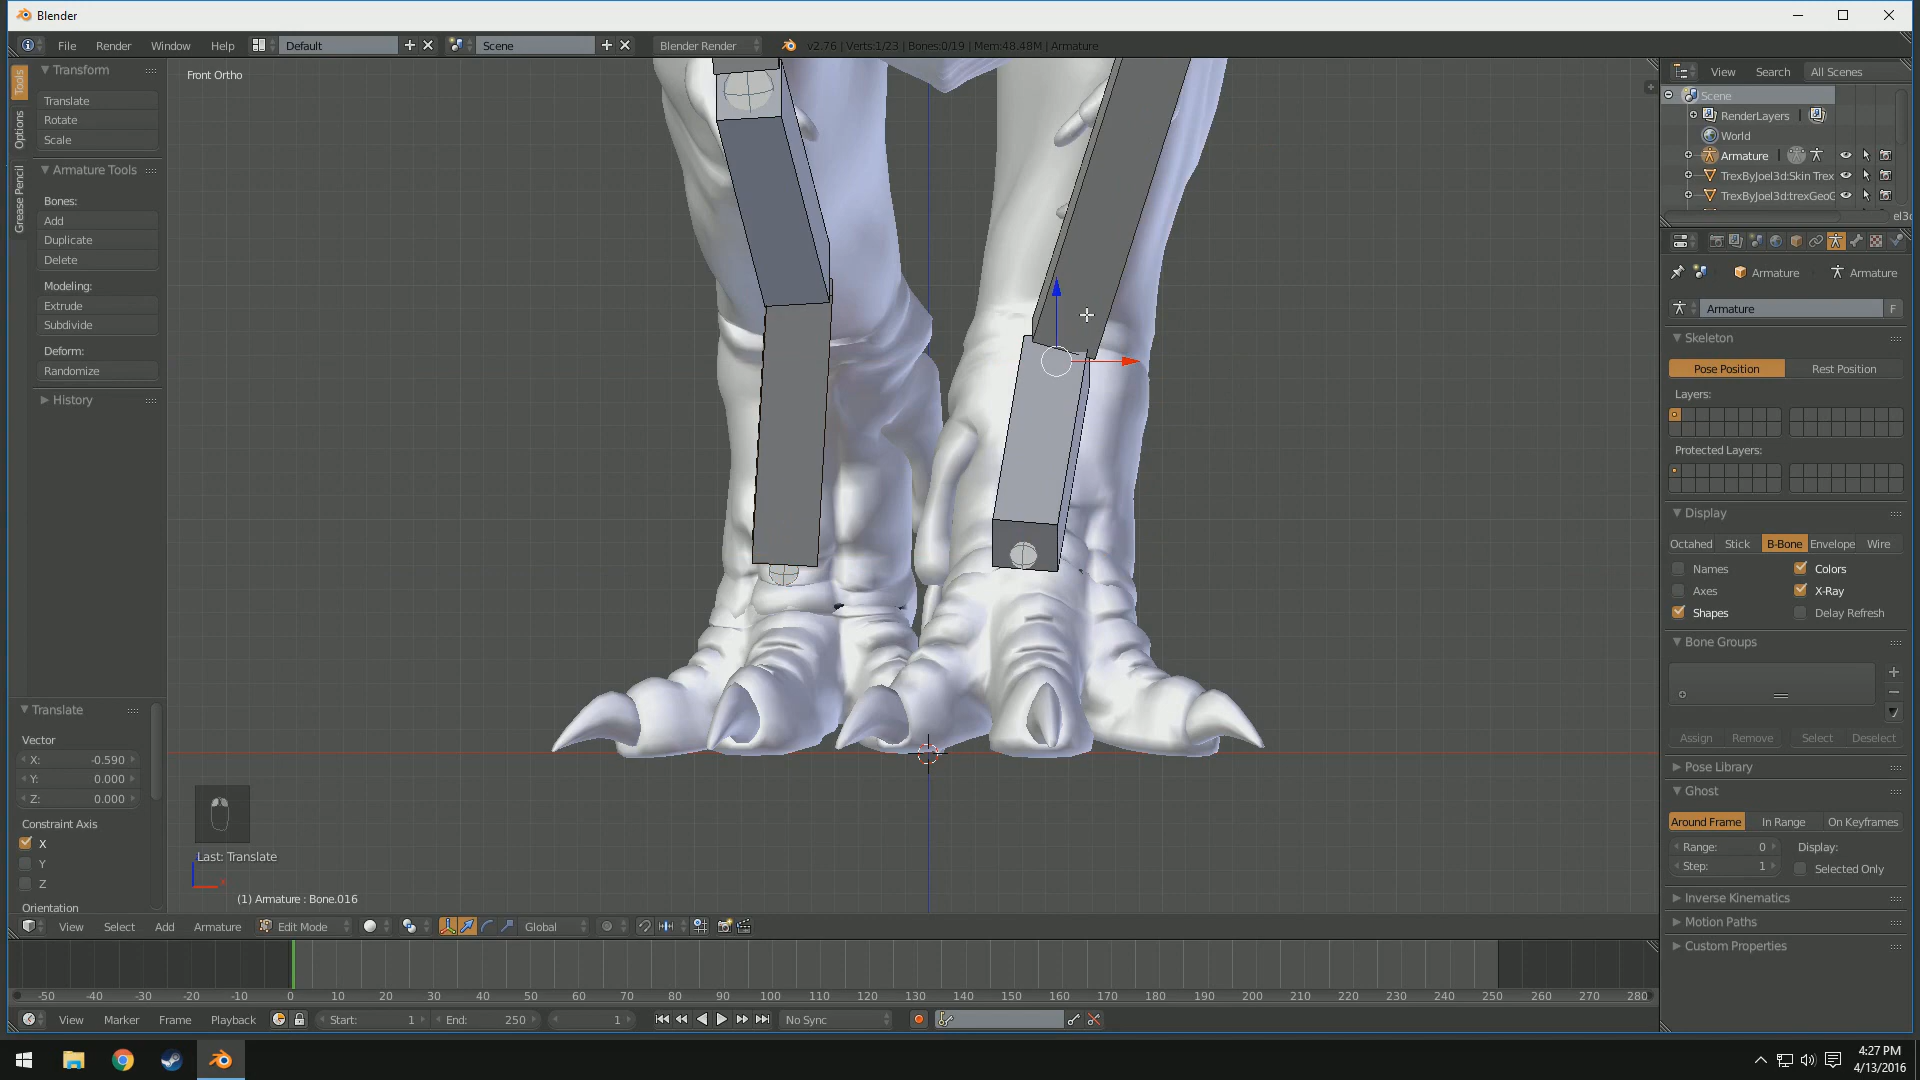 Blender
File Render Window Help Default Scene Blender Render v2.76 | Verts:1/23 | Bones:0/19 | Mem:48.48M | Armature
Tools
Options
Grease Pencil
Transform
Translate
Rotate
Scale
Armature Tools
Bones:
Add
Duplicate
Delete
Modeling:
Extrude
Subdivide
Deform:
Randomize
History
Translate
Vector
X: -0.590
Y: 0.000
Z: 0.000
Constraint Axis
X
Y
Z
Orientation
Front Ortho
Last: Translate
(1) Armature : Bone.016
View Select Add Armature Edit Mode Global
-50 -40 -30 -20 -10 0 10 20 30 40 50 60 70 80 90 100 110 120 130 140 150 160 170 180 190 200 210 220 230 240 250 260 270 280
View Marker Frame Playback Start: 1 End: 250 1 No Sync
View Search All Scenes
Scene
RenderLayers
World
Armature
TrexByJoel3d:Skin Trex
TrexByJoel3d:trexGeo
el3
Armature Armature
Armature F
Skeleton
Pose Position Rest Position
Layers:
Protected Layers:
Display
Octahed Stick B-Bone Envelope Wire
Names Colors
Axes X-Ray
Shapes Delay Refresh
Bone Groups
Assign Remove Select Deselect
Pose Library
Ghost
Around Frame In Range On Keyframes
Range: 0 Display:
Step: 1 Selected Only
Inverse Kinematics
Motion Paths
Custom Properties
4:27 PM
4/13/2016